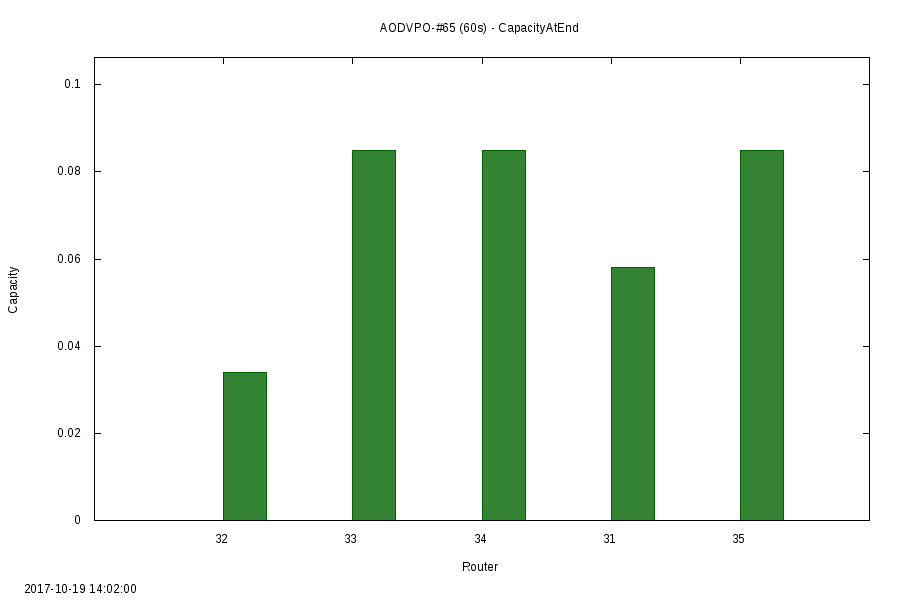 AODVPO-#65 (60s) - CapacityAtEnd
0.1
0.08
0.06
0.04
0.02
0
Capacity
32 33 34 31 35
Router
2017-10-19 14:02:00